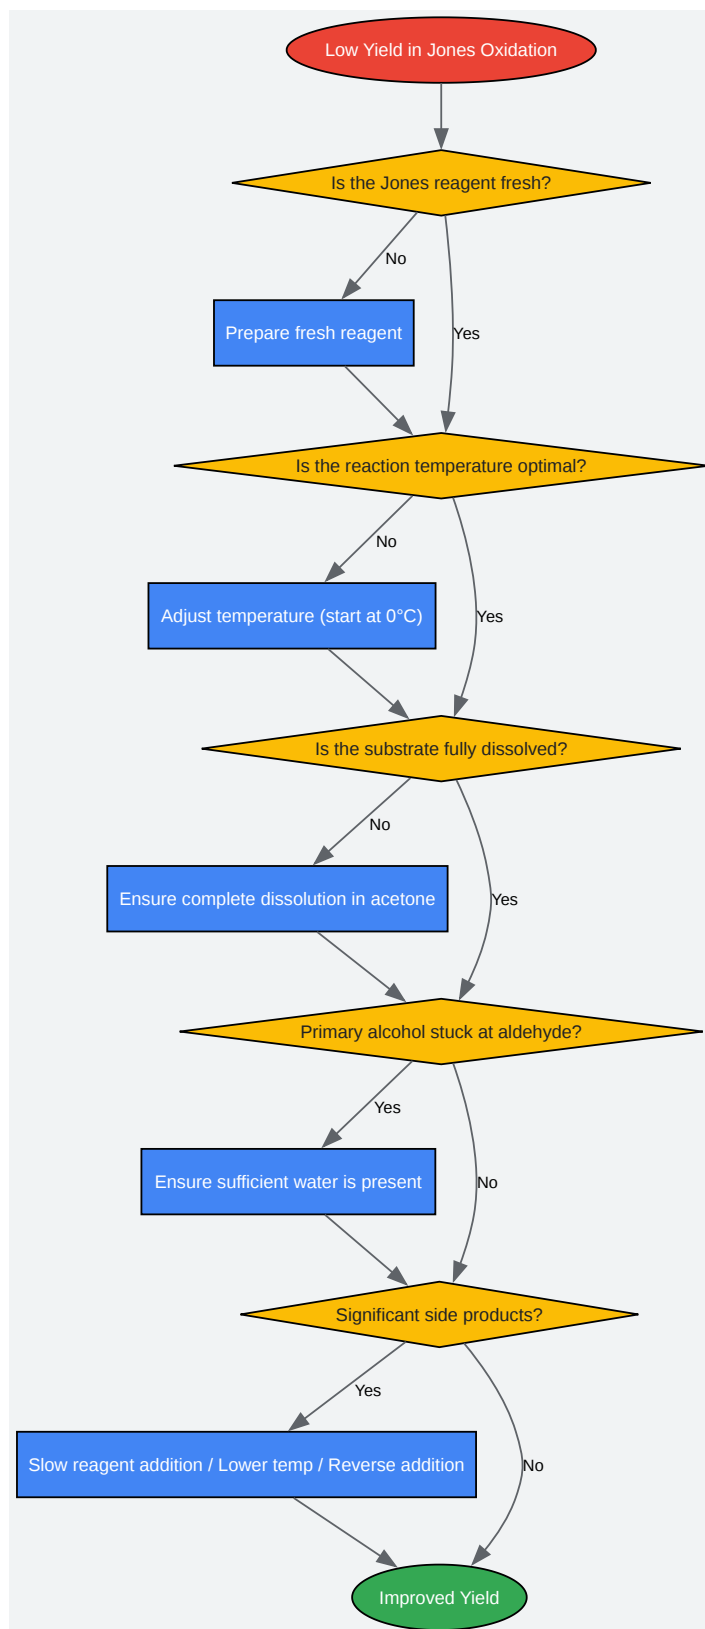 Low Yield in Jones Oxidation
Is the Jones reagent fresh?
No
Prepare fresh reagent
Yes
Is the reaction temperature optimal?
No
Adjust temperature (start at 0°C)
Yes
Is the substrate fully dissolved?
No
Ensure complete dissolution in acetone
Yes
Primary alcohol stuck at aldehyde?
Yes
Ensure sufficient water is present
No
Significant side products?
Yes
Slow reagent addition / Lower temp / Reverse addition
No
Improved Yield